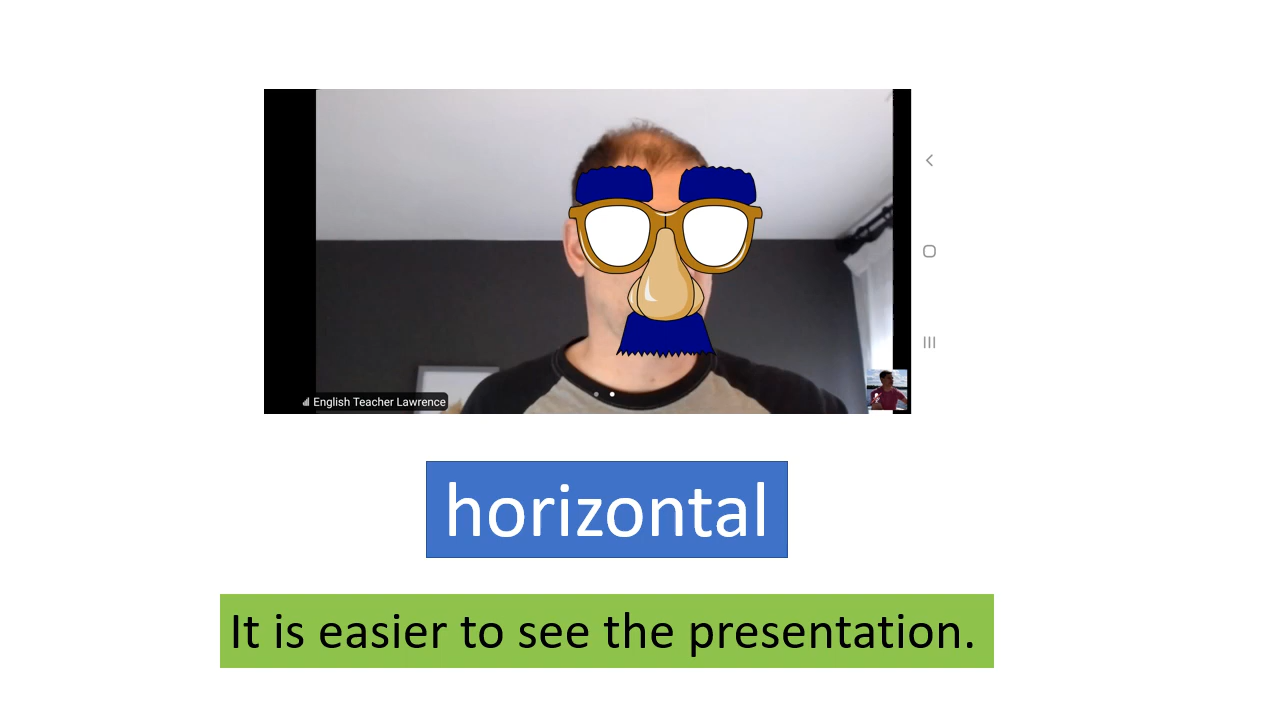 English Teacher Lawrence
horizontal
It is easier to see the presentation.